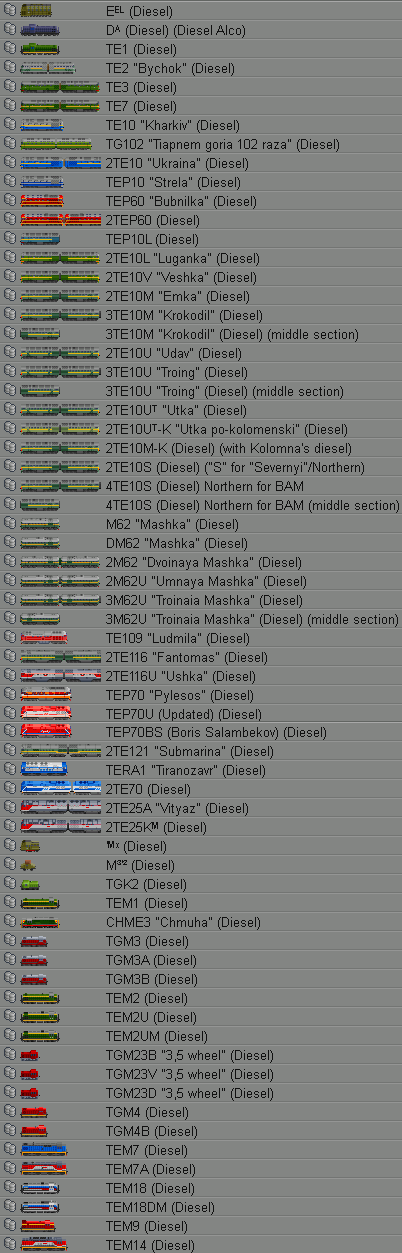 Eᴱᴸ (Diesel)
Dᴬ (Diesel) (Diesel Alco)
TE1 (Diesel)
TE2 "Bychok" (Diesel)
TE3 (Diesel)
TE7 (Diesel)
TE10 "Kharkiv" (Diesel)
TG102 "Tiapnem goria 102 raza" (Diesel)
2TE10 "Ukraina" (Diesel)
TEP10 "Strela" (Diesel)
TEP60 "Bubnilka" (Diesel)
2TEP60 (Diesel)
TEP10L (Diesel)
2TE10L "Luganka" (Diesel)
2TE10V "Veshka" (Diesel)
2TE10M "Emka" (Diesel)
3TE10M "Krokodil" (Diesel)
3TE10M "Krokodil" (Diesel) (middle section)
2TE10U "Udav" (Diesel)
3TE10U "Troing" (Diesel)
3TE10U "Troing" (Diesel) (middle section)
2TE10Uᵀ "Utka" (Diesel)
2TE10Uᵀ-K "Utka po-kolomenski" (Diesel)
2TE10M-K (Diesel) (with Kolomna's diesel)
2TE10S (Diesel) ("S" for "Severnyi"/Northern)
4TE10S (Diesel) Northern for BAM
4TE10S (Diesel) Northern for BAM (middle section)
M62 "Mashka" (Diesel)
DM62 "Mashka" (Diesel)
2M62 "Dvoinaya Mashka" (Diesel)
2M62U "Umnaya Mashka" (Diesel)
3M62U "Troinaia Mashka" (Diesel)
3M62U "Troinaia Mashka" (Diesel) (middle section)
TE109 "Ludmila" (Diesel)
2TE116 "Fantomas" (Diesel)
2TE116U "Ushka" (Diesel)
TEP70 "Pylesos" (Diesel)
TEP70U (Updated) (Diesel)
TEP70BS (Boris Salambekov) (Diesel)
2TE121 "Submarina" (Diesel)
TERA1 "Tiranozavr" (Diesel)
2TE70 (Diesel)
2TE25A "Vityaz" (Diesel)
2TE25Kᴹ (Diesel)
(Diesel)
(Diesel)
TGK2 (Diesel)
TEM1 (Diesel)
CHME3 "Chmuha" (Diesel)
TGM3 (Diesel)
TGM3A (Diesel)
TGM3B (Diesel)
TEM2 (Diesel)
TEM2U (Diesel)
TEM2UM (Diesel)
TGM23B "3,5 wheel" (Diesel)
TGM23V "3,5 wheel" (Diesel)
TGM23D "3,5 wheel" (Diesel)
TGM4 (Diesel)
TGM4B (Diesel)
TEM7 (Diesel)
TEM7A (Diesel)
TEM18 (Diesel)
TEM18DM (Diesel)
TEM9 (Diesel)
TEM14 (Diesel)